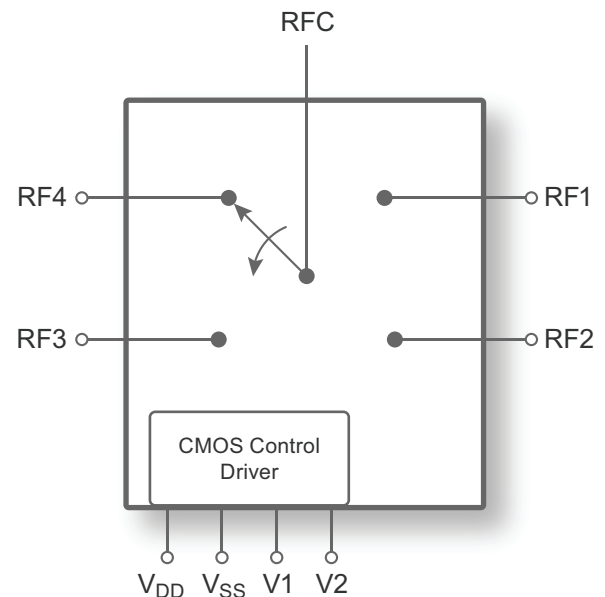 RFC
RF4
RF1
RF3
RF2
CMOS Control
Driver
VDD VSS V1 V2